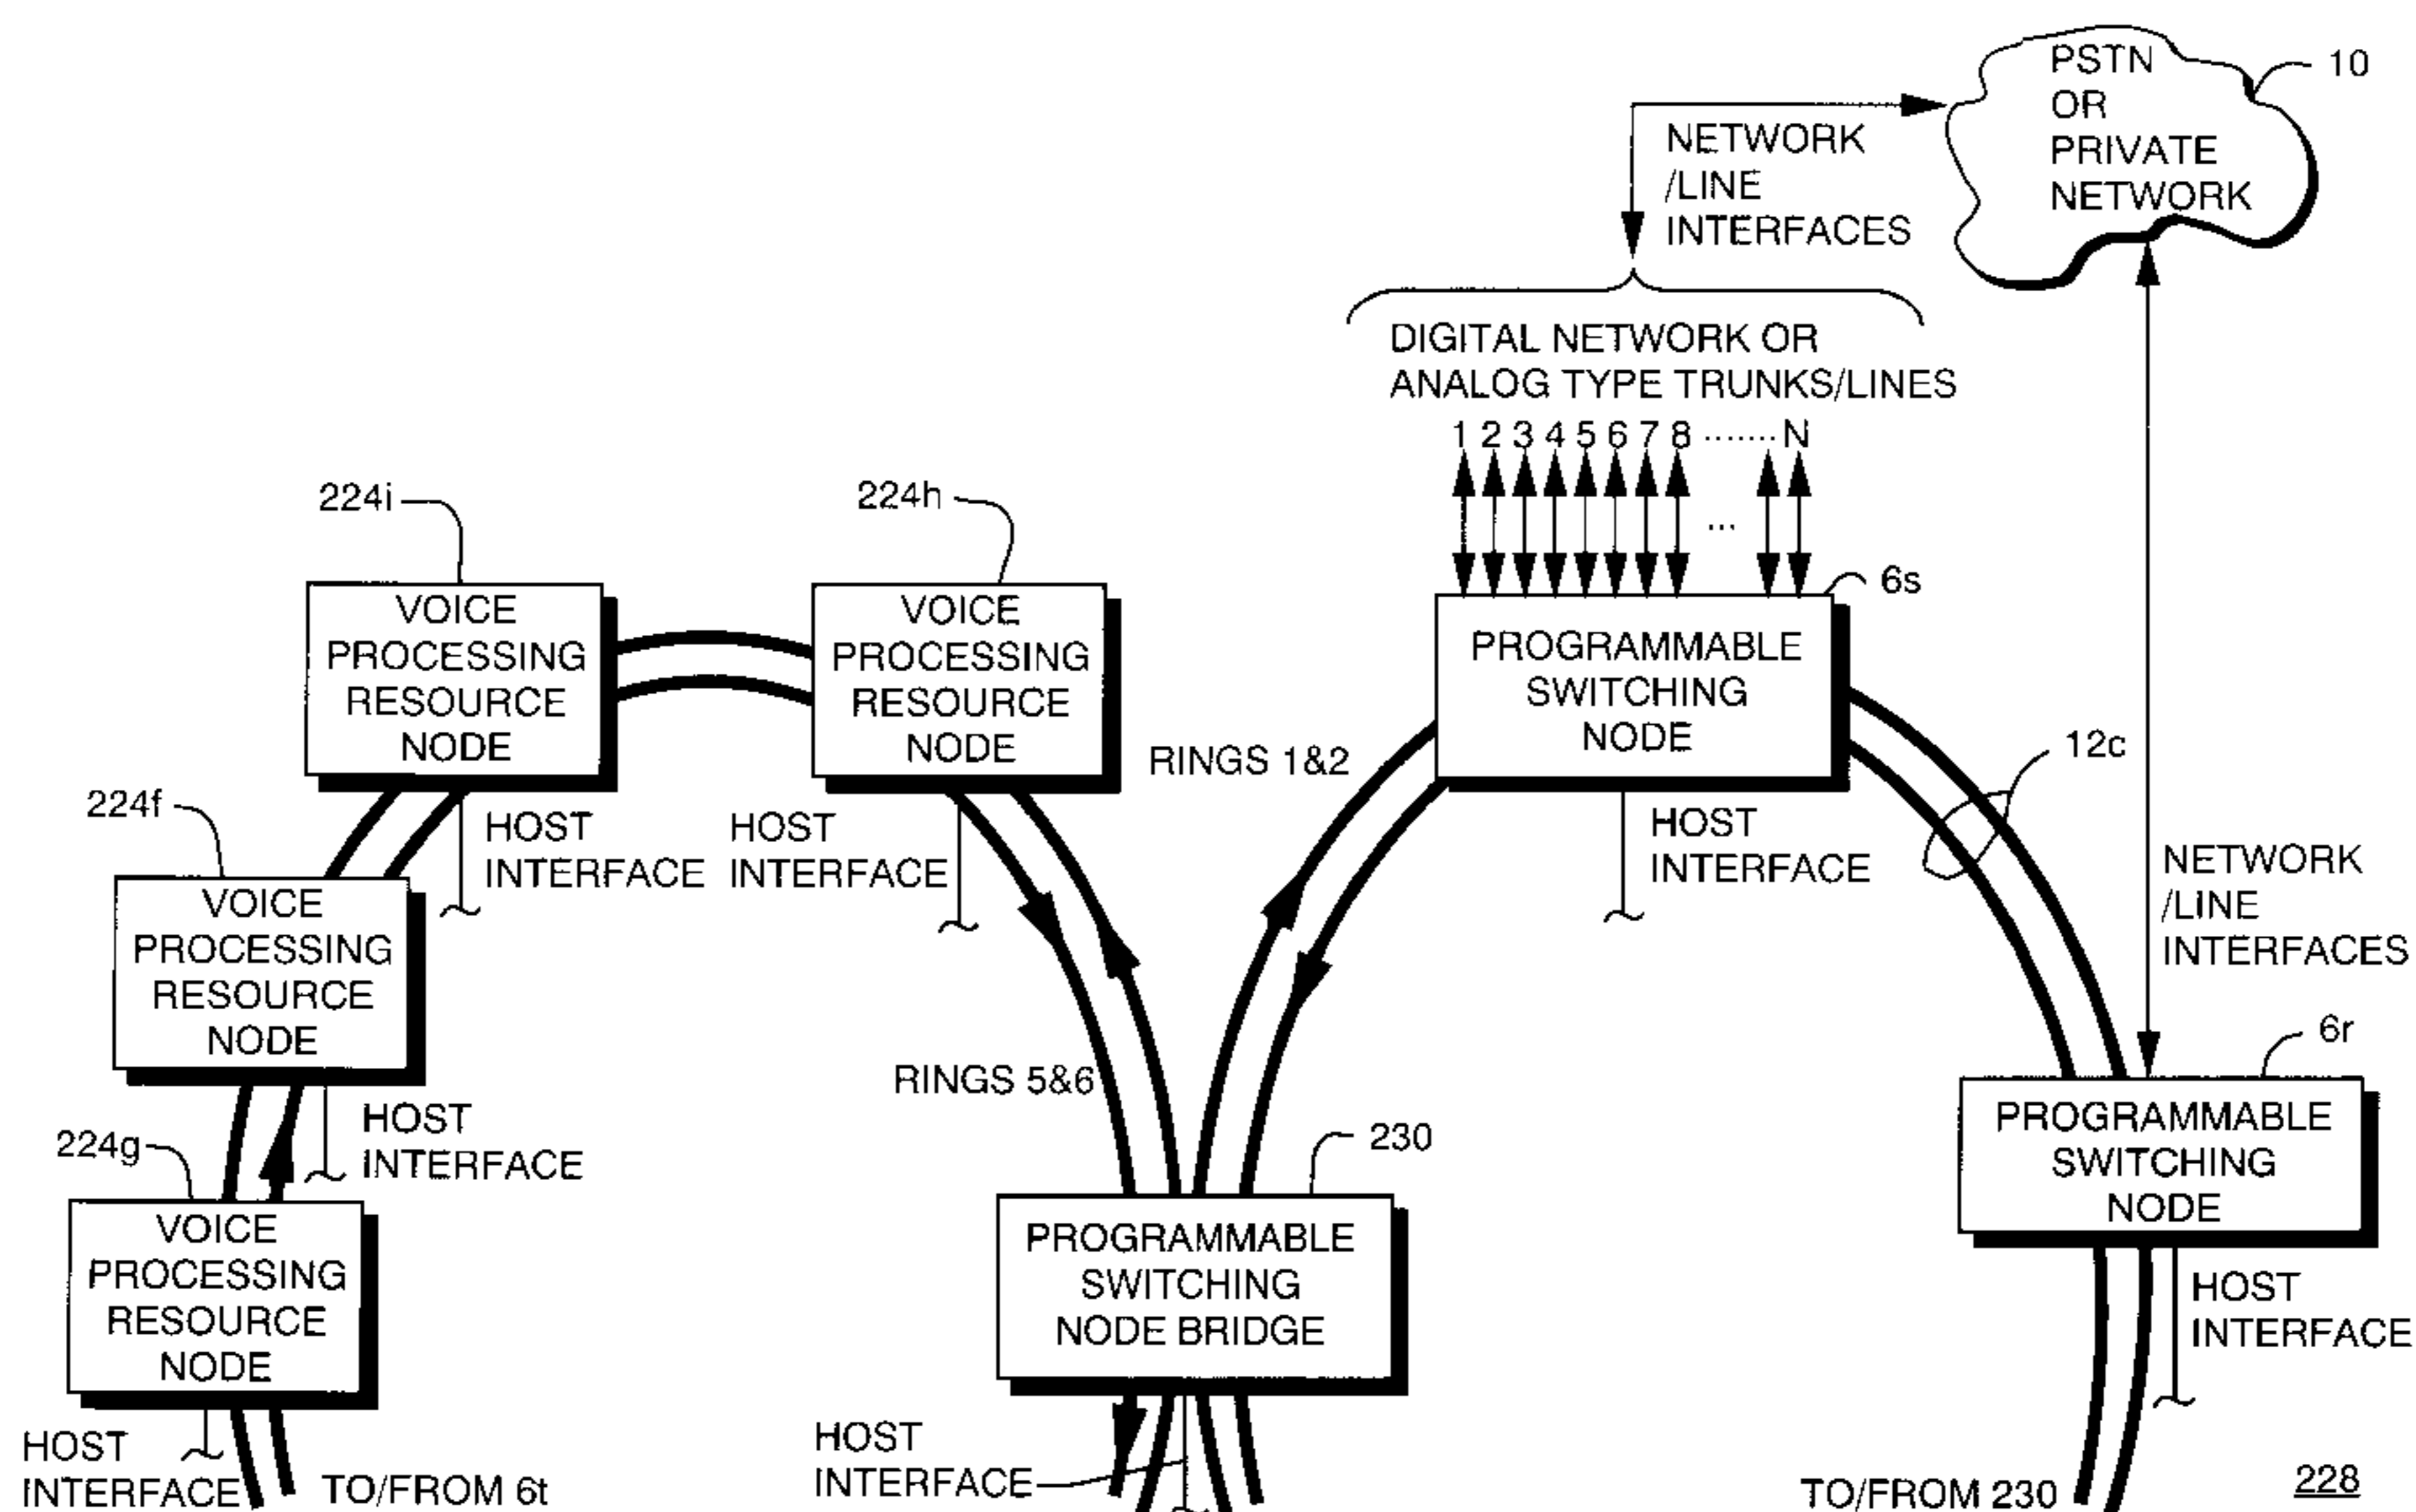 PSTN
OR
PRIVATE
NETWORK
10
NETWORK
/LINE
INTERFACES
DIGITAL NETWORK OR
ANALOG TYPE TRUNKS/LINES
1 2 3 4 5 6 7 8 ....... N
...
224i
224h
6s
VOICE
PROCESSING
RESOURCE
NODE
VOICE
PROCESSING
RESOURCE
NODE
PROGRAMMABLE
SWITCHING
NODE
RINGS 1&2
12c
224f
HOST
INTERFACE
HOST
INTERFACE
HOST
INTERFACE
NETWORK
/LINE
INTERFACES
VOICE
PROCESSING
RESOURCE
NODE
6r
RINGS 5&6
HOST
INTERFACE
224g
230
PROGRAMMABLE
SWITCHING
NODE
VOICE
PROCESSING
RESOURCE
NODE
PROGRAMMABLE
SWITCHING
NODE BRIDGE
HOST
INTERFACE
HOST
INTERFACE
TO/FROM 6t
HOST
INTERFACE
TO/FROM 230
228